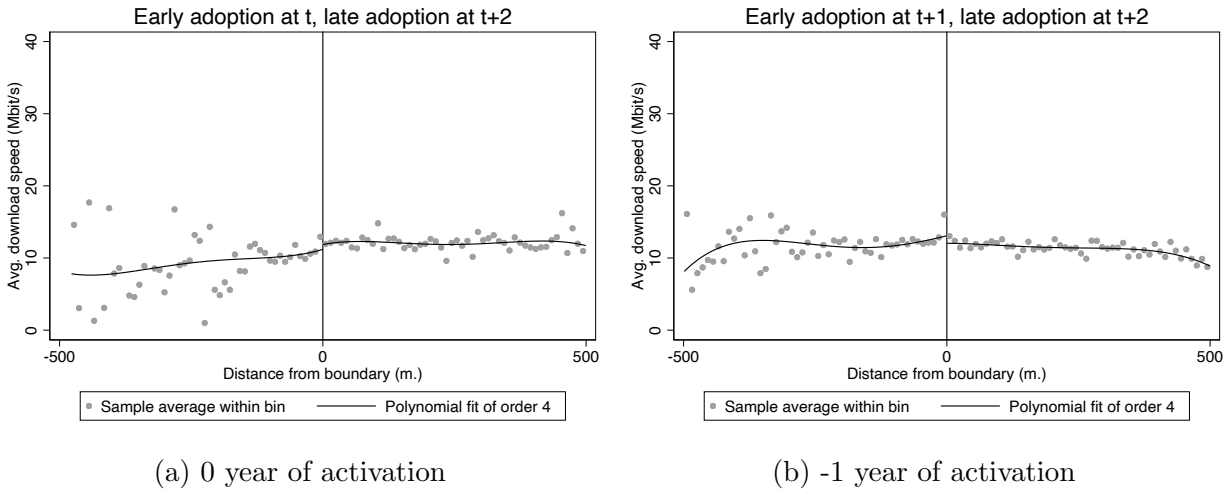 Early adoption at t, late adoption at t+2
Avg. download speed (Mbit/s)
40
30
20
10
0
-500
0
500
Distance from boundary (m.)
Sample average within bin
Polynomial fit of order 4
(a) 0 year of activation
Early adoption at t+1, late adoption at t+2
Avg. download speed (Mbit/s)
40
30
20
10
0
-500
0
500
Distance from boundary (m.)
Sample average within bin
Polynomial fit of order 4
(b) -1 year of activation